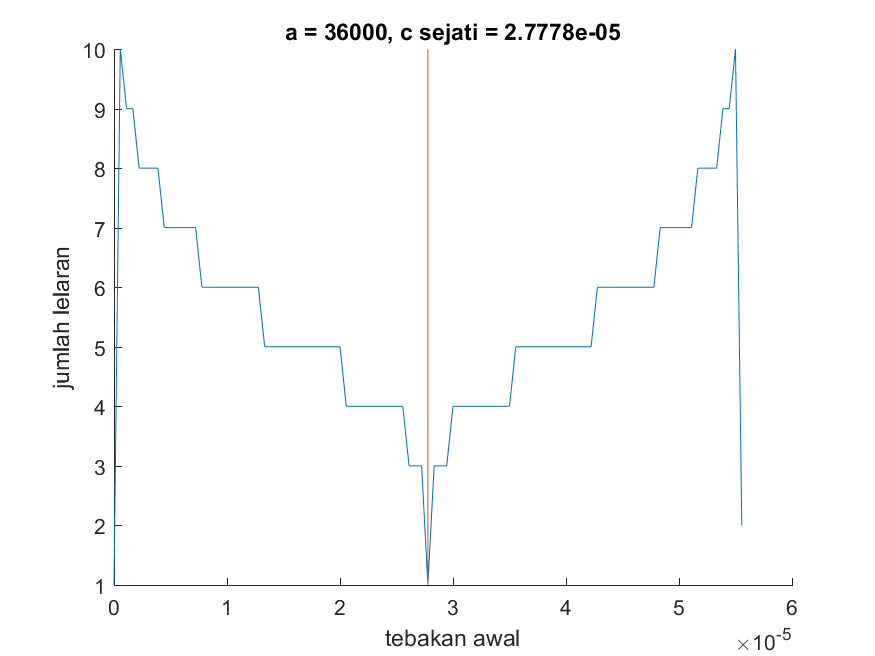 a = 36000, c sejati = 2.7778e-05
jumlah lelaran
10
9
8
7
6
5
4
3
2
1
0 1 2 3 4 5 6
tebakan awal
×10^-5